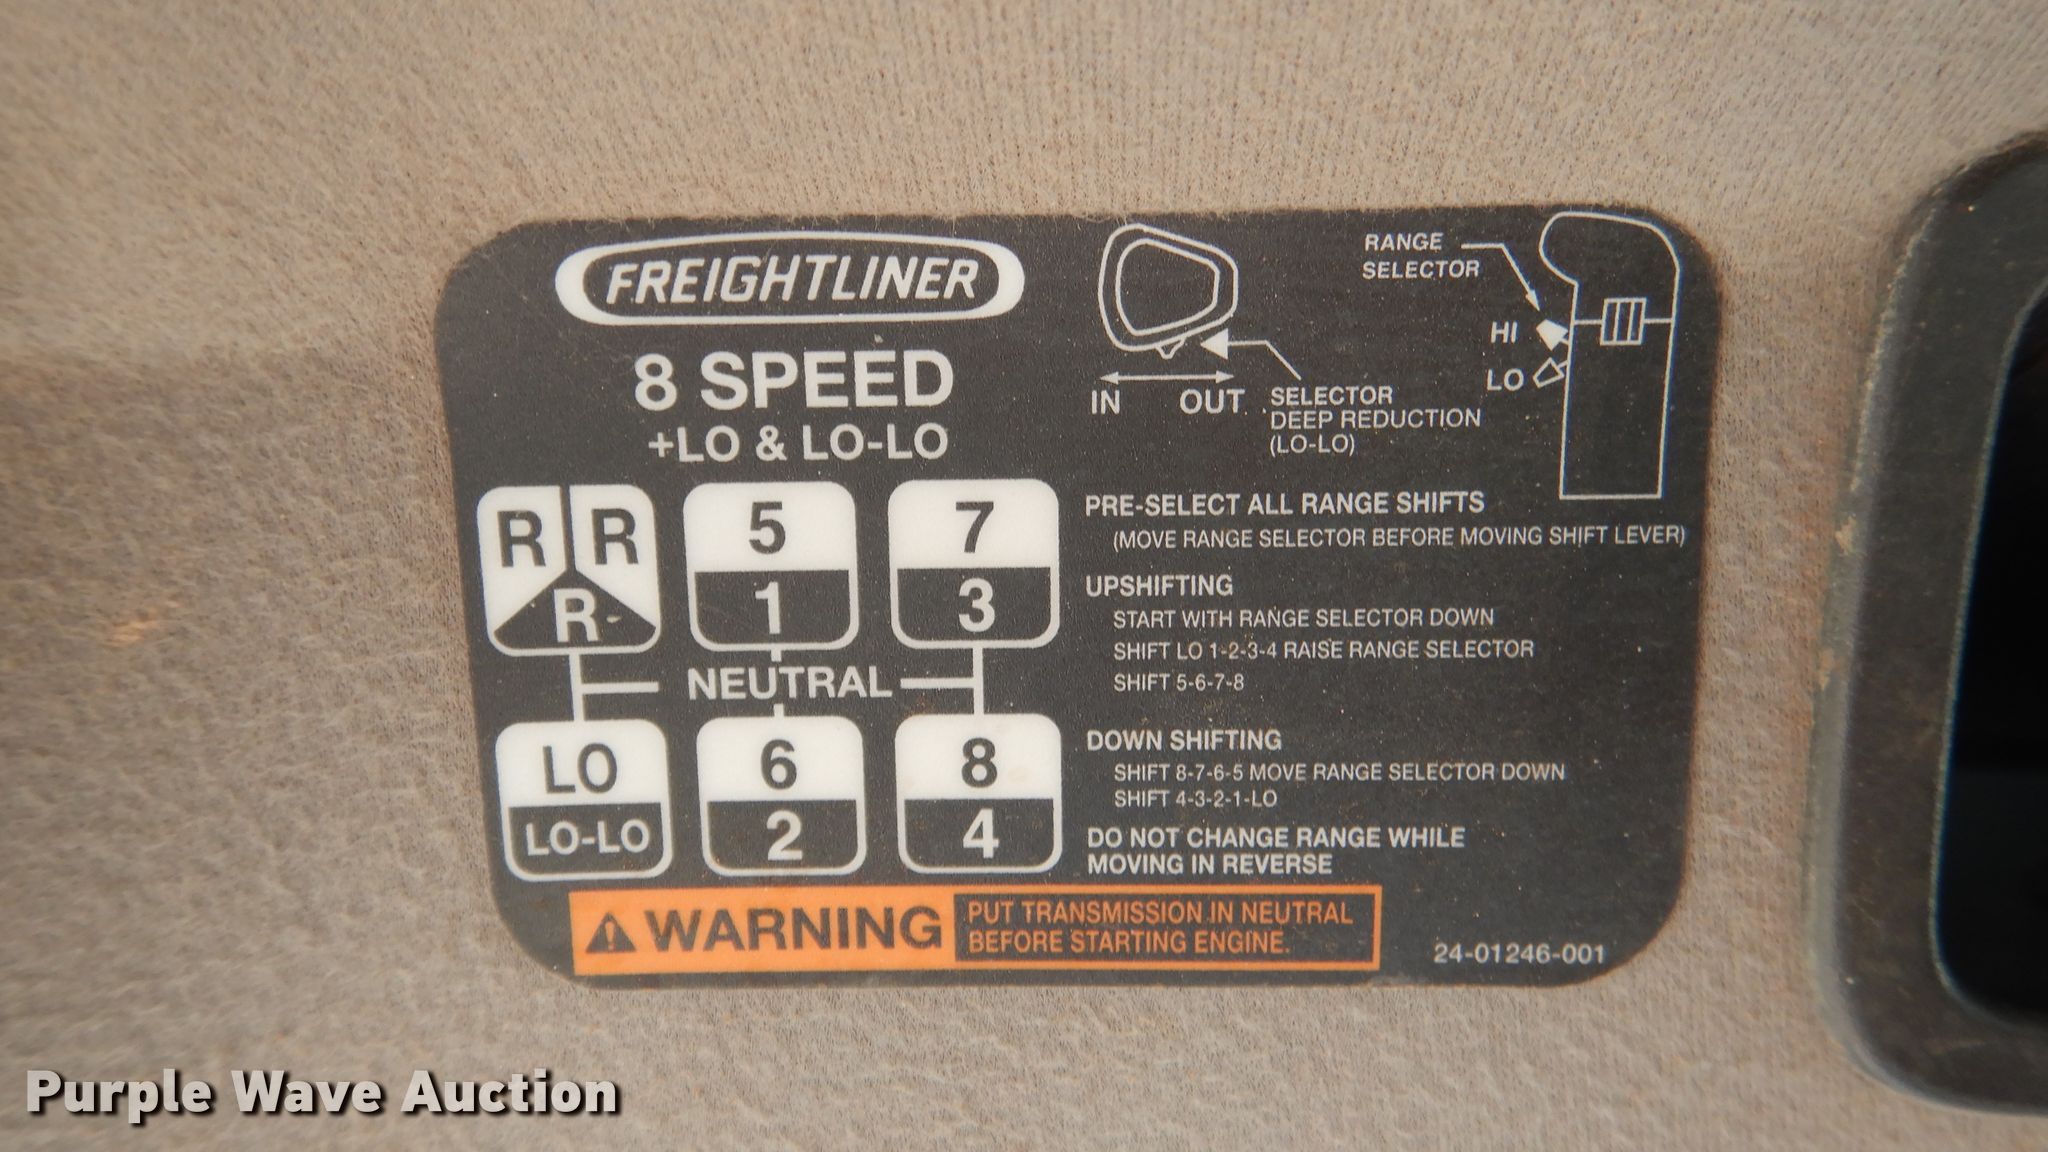 FREIGHTLINER
8 SPEED
+LO & LO-LO
RANGE
SELECTOR
HI
LO
IN OUT
SELECTOR
DEEP REDUCTION
(LO-LO)
R R
R
5
1
7
3
NEUTRAL
LO
LO-LO
6
2
8
4
PRE-SELECT ALL RANGE SHIFTS
(MOVE RANGE SELECTOR BEFORE MOVING SHIFT LEVER)
UPSHIFTING
START WITH RANGE SELECTOR DOWN
SHIFT LO 1-2-3-4 RAISE RANGE SELECTOR
SHIFT 5-6-7-8
DOWN SHIFTING
SHIFT 8-7-6-5 MOVE RANGE SELECTOR DOWN
SHIFT 4-3-2-1-LO
DO NOT CHANGE RANGE WHILE
MOVING IN REVERSE
WARNING
PUT TRANSMISSION IN NEUTRAL
BEFORE STARTING ENGINE.
24-01246-001
Purple Wave Auction